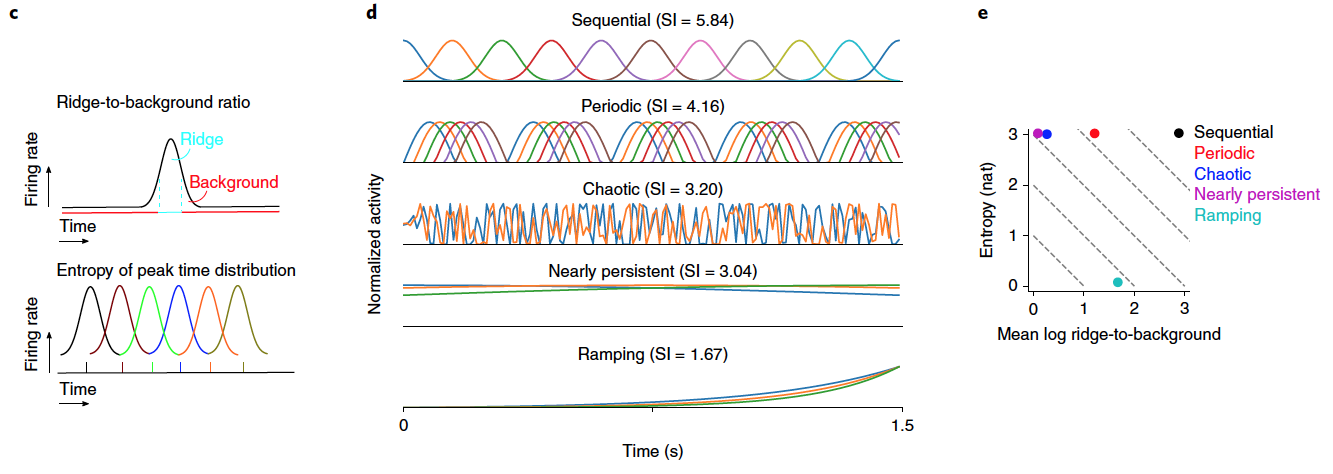 c
Ridge-to-background ratio
Firing rate
Ridge
Background
Time
Entropy of peak time distribution
Firing rate
Time
d
Normalized activity
Sequential (SI = 5.84)
Periodic (SI = 4.16)
Chaotic (SI = 3.20)
Nearly persistent (SI = 3.04)
Ramping (SI = 1.67)
0
1.5
Time (s)
e
Entropy (nat)
3
2
1
0
0
1
2
3
Mean log ridge-to-background
Sequential
Periodic
Chaotic
Nearly persistent
Ramping